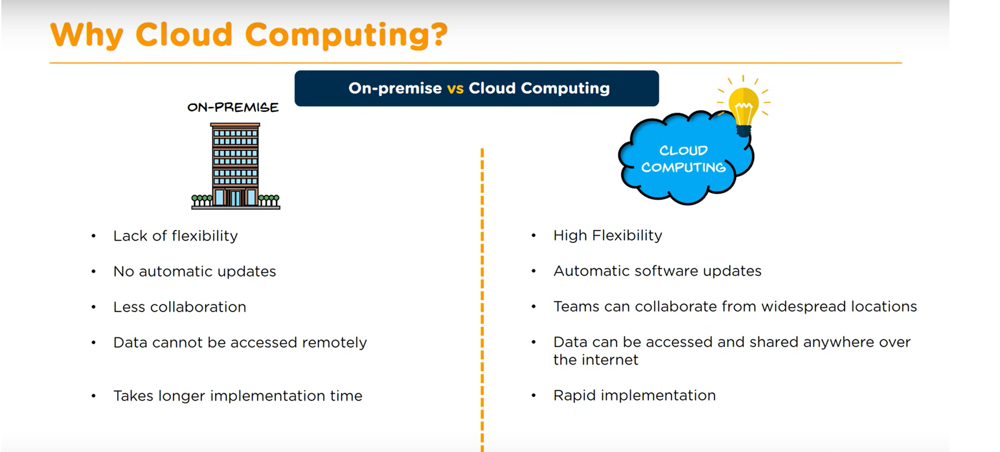 Why Cloud Computing?
On-premise vs Cloud Computing
ON-PREMISE
• Lack of flexibility
• No automatic updates
• Less collaboration
• Data cannot be accessed remotely
• Takes longer implementation time
CLOUD
COMPUTING
• High Flexibility
• Automatic software updates
• Teams can collaborate from widespread locations
• Data can be accessed and shared anywhere over
the internet
• Rapid implementation